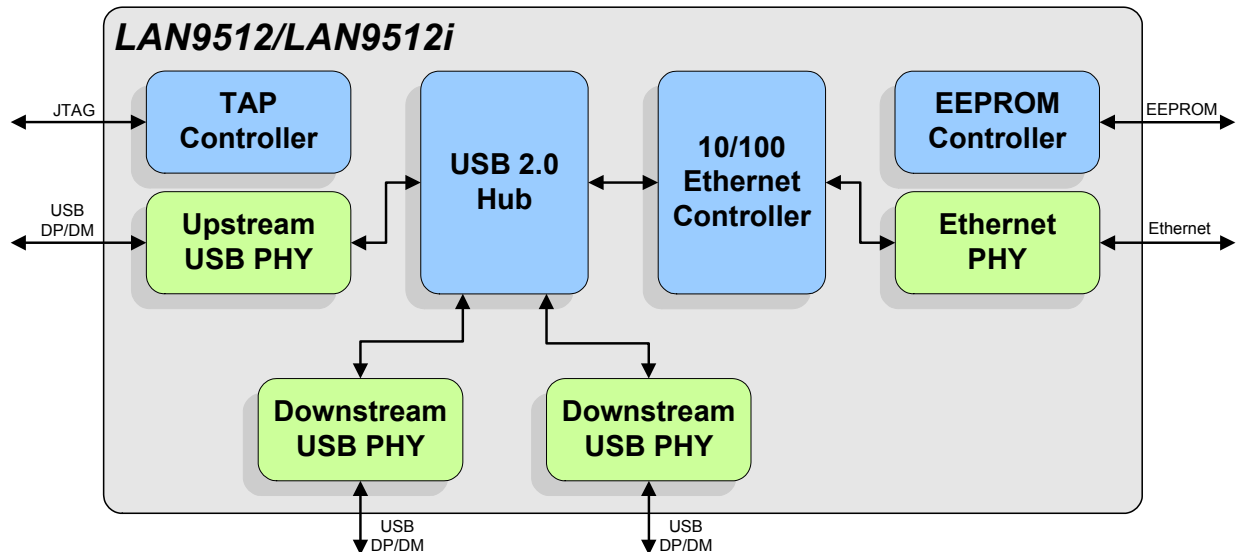 LAN9512/LAN9512i
JTAG
TAP
Controller
USB 2.0
Hub
10/100
Ethernet
Controller
EEPROM
Controller
EEPROM
USB
DP/DM
Upstream
USB PHY
Ethernet
PHY
Ethernet
Downstream
USB PHY
Downstream
USB PHY
USB
DP/DM
USB
DP/DM